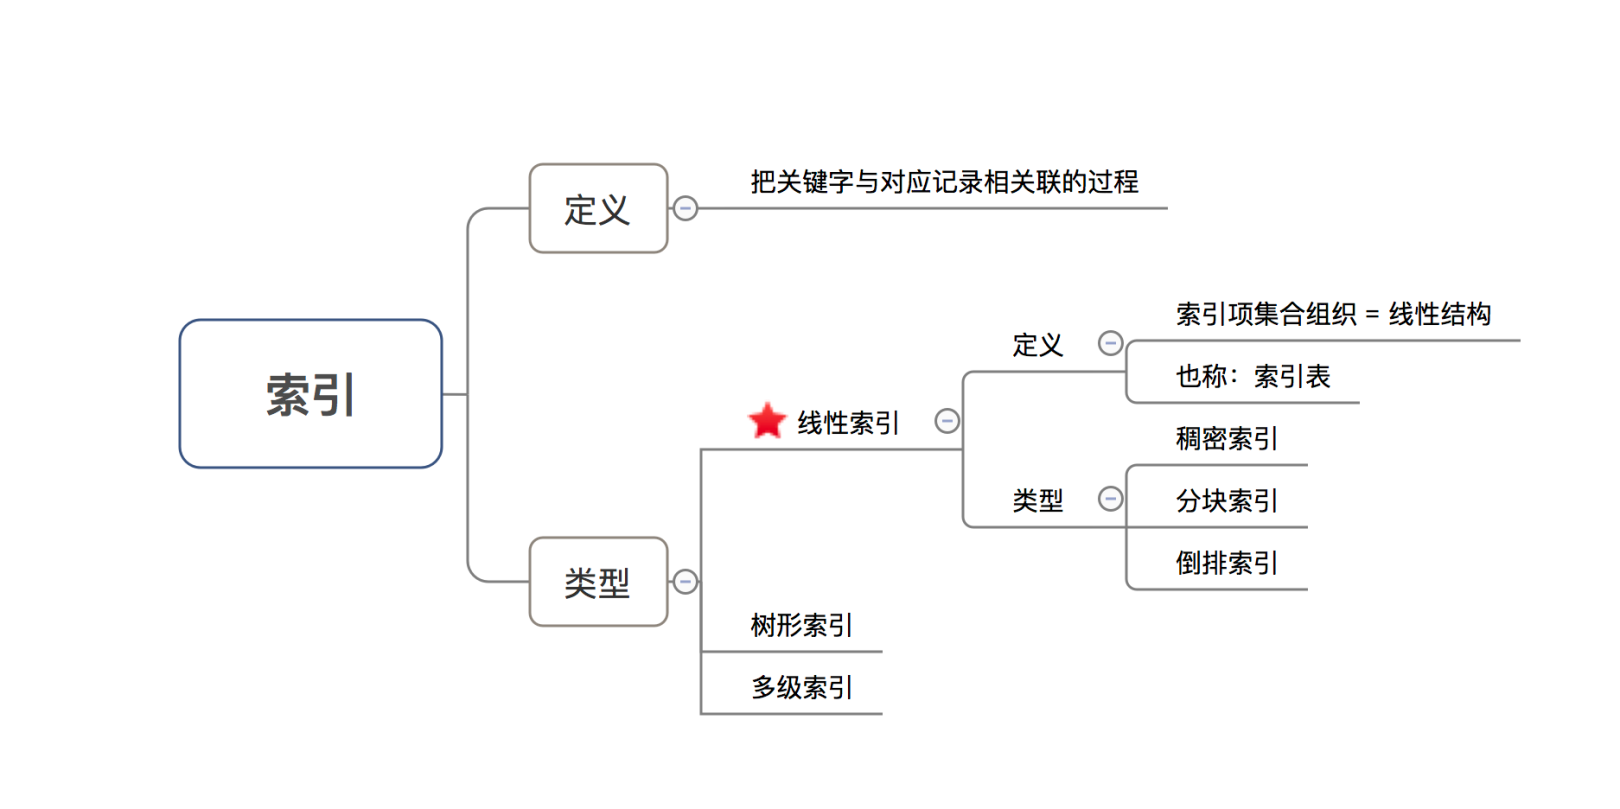 索引
定义
把关键字与对应记录相关联的过程
类型
线性索引
定义
索引项集合组织 = 线性结构
也称：索引表
类型
稠密索引
分块索引
倒排索引
树形索引
多级索引